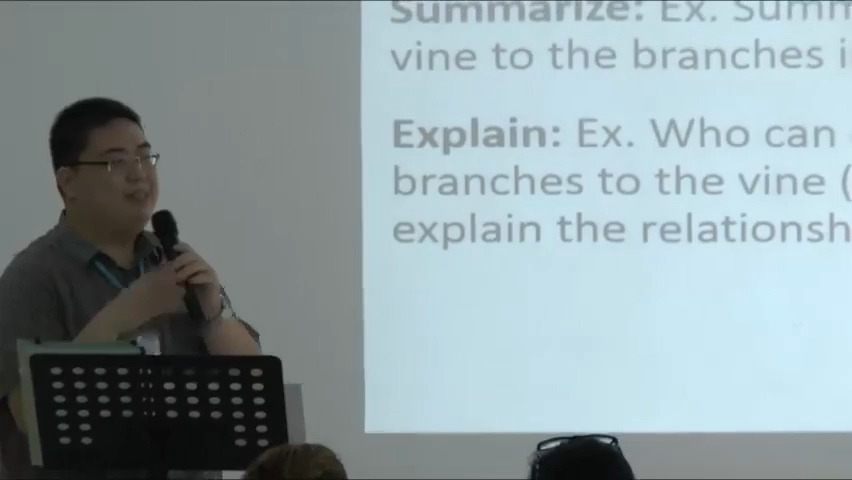 Summarize: Ex. Summ
vine to the branches i
Explain: Ex. Who can
branches to the vine (
explain the relationsh